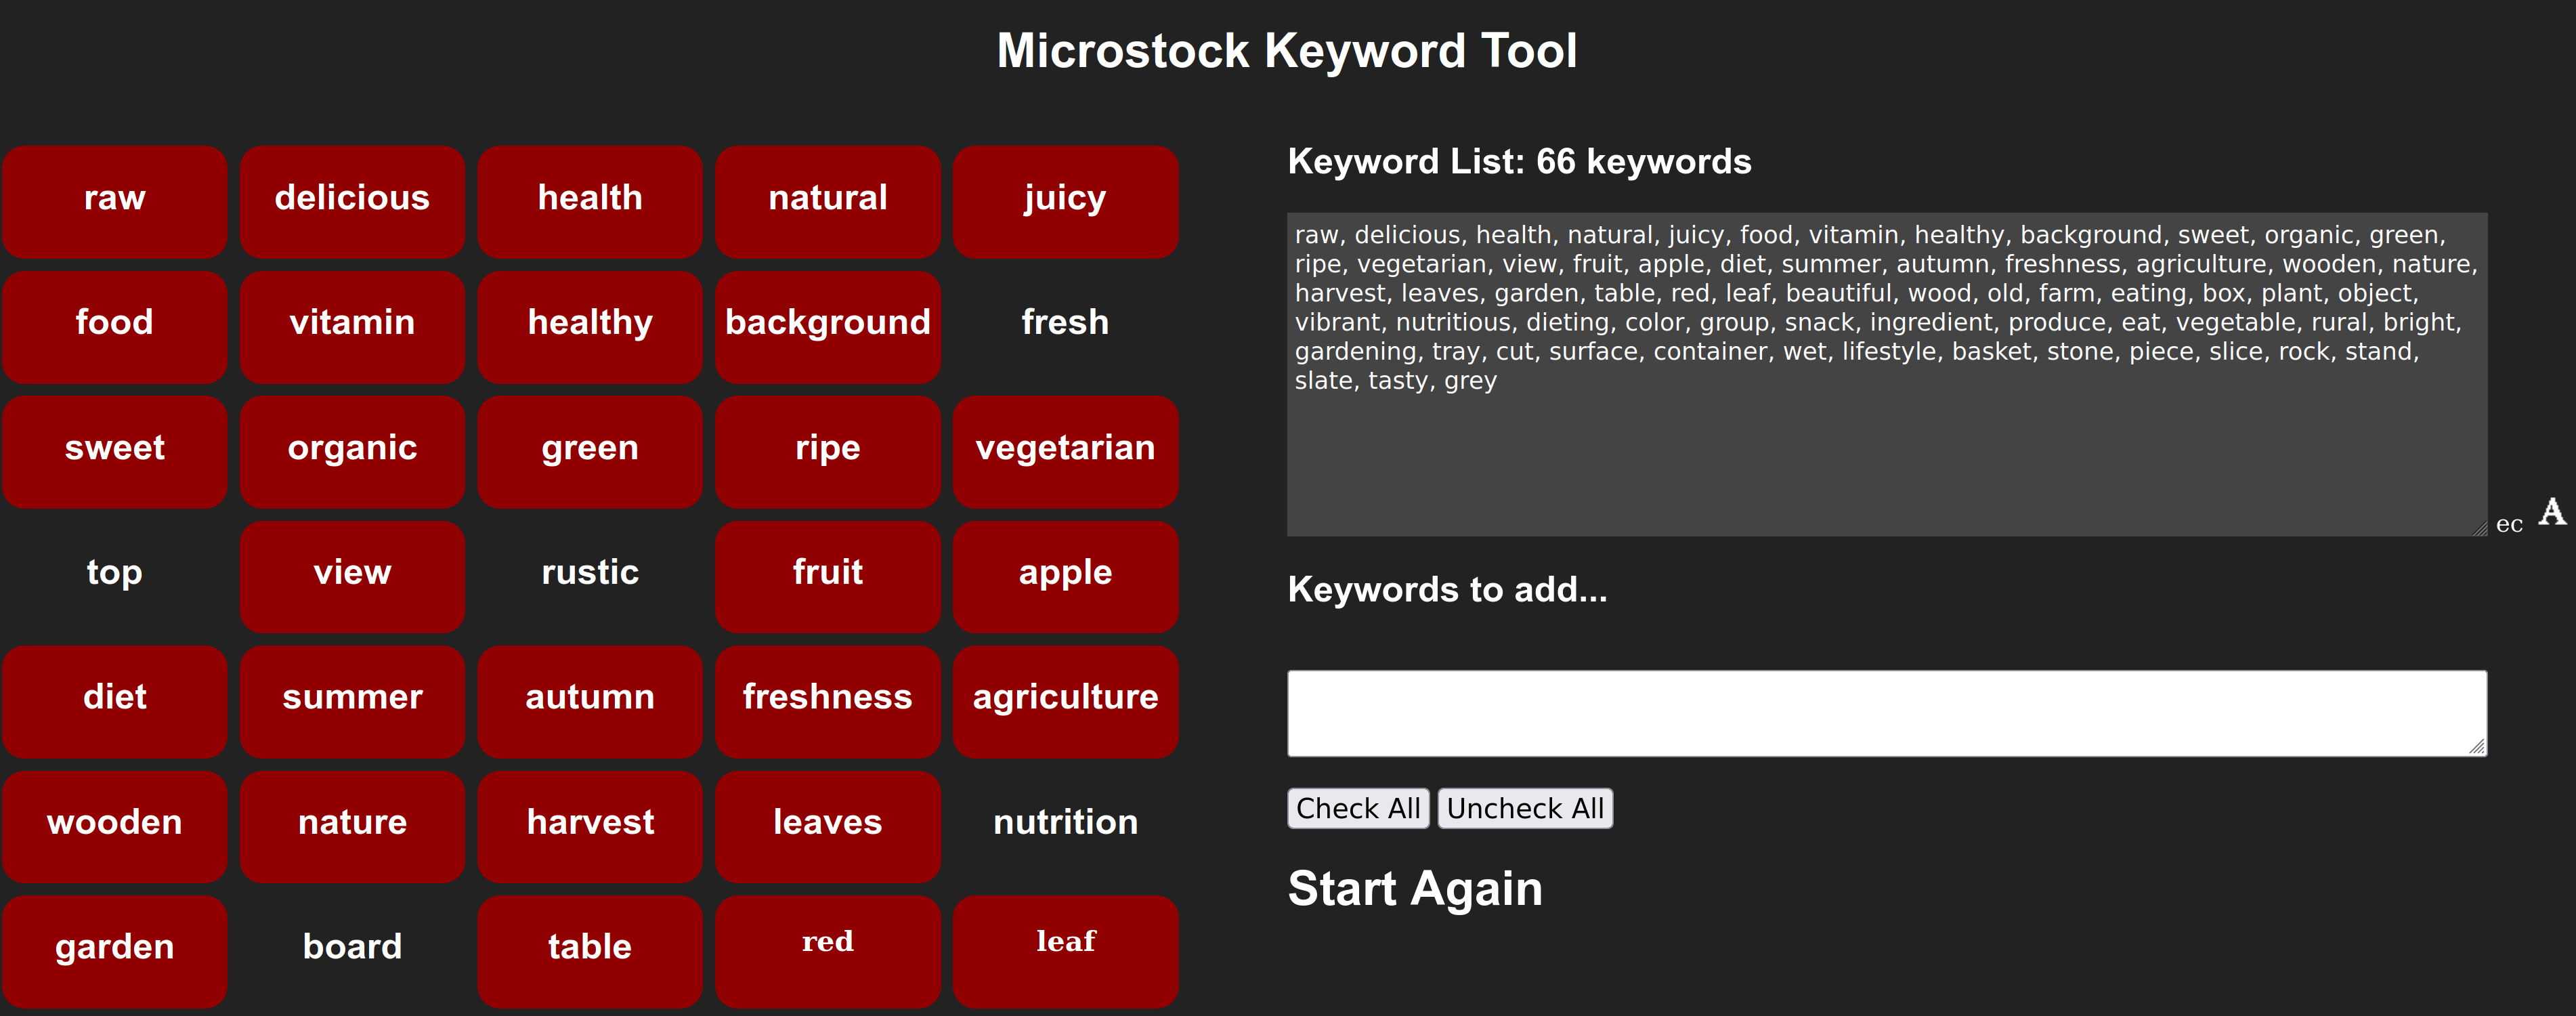 Microstock Keyword Tool
raw delicious health natural juicy
food vitamin healthy background fresh
sweet organic green ripe vegetarian
top view rustic fruit apple
diet summer autumn freshness agriculture
wooden nature harvest leaves nutrition
garden board table red leaf
Keyword List: 66 keywords
raw, delicious, health, natural, juicy, food, vitamin, healthy, background, sweet, organic, green,
ripe, vegetarian, view, fruit, apple, diet, summer, autumn, freshness, agriculture, wooden, nature,
harvest, leaves, garden, table, red, leaf, beautiful, wood, old, farm, eating, box, plant, object,
vibrant, nutritious, dieting, color, group, snack, ingredient, produce, eat, vegetable, rural, bright,
gardening, tray, cut, surface, container, wet, lifestyle, basket, stone, piece, slice, rock, stand,
slate, tasty, grey
ec A
Keywords to add...
Check All Uncheck All
Start Again